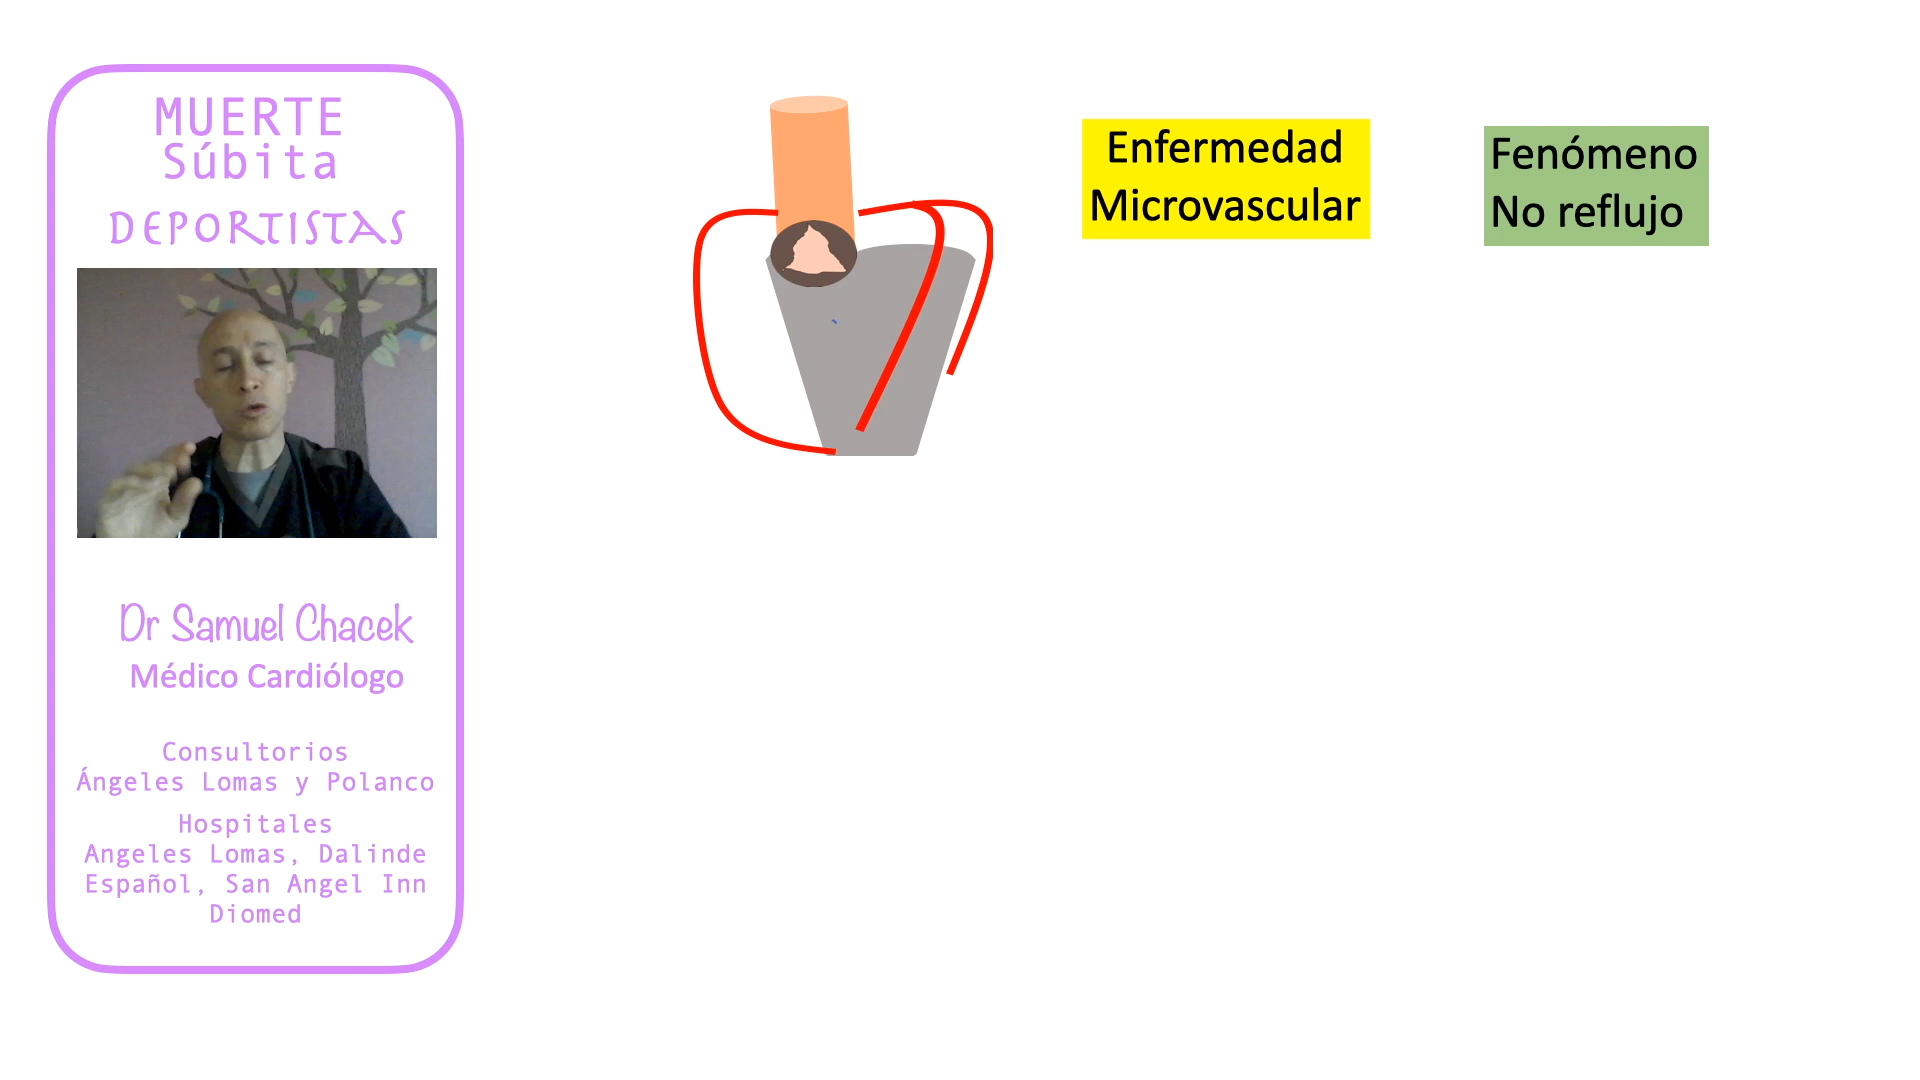 MUERTE
Súbita
DEPORTISTAS
Dr Samuel Chacek
Médico Cardiólogo
Consultorios
Ángeles Lomas y Polanco
Hospitales
Angeles Lomas, Dalinde
Español, San Angel Inn
Diomed
Enfermedad
Microvascular
Fenómeno
No reflujo